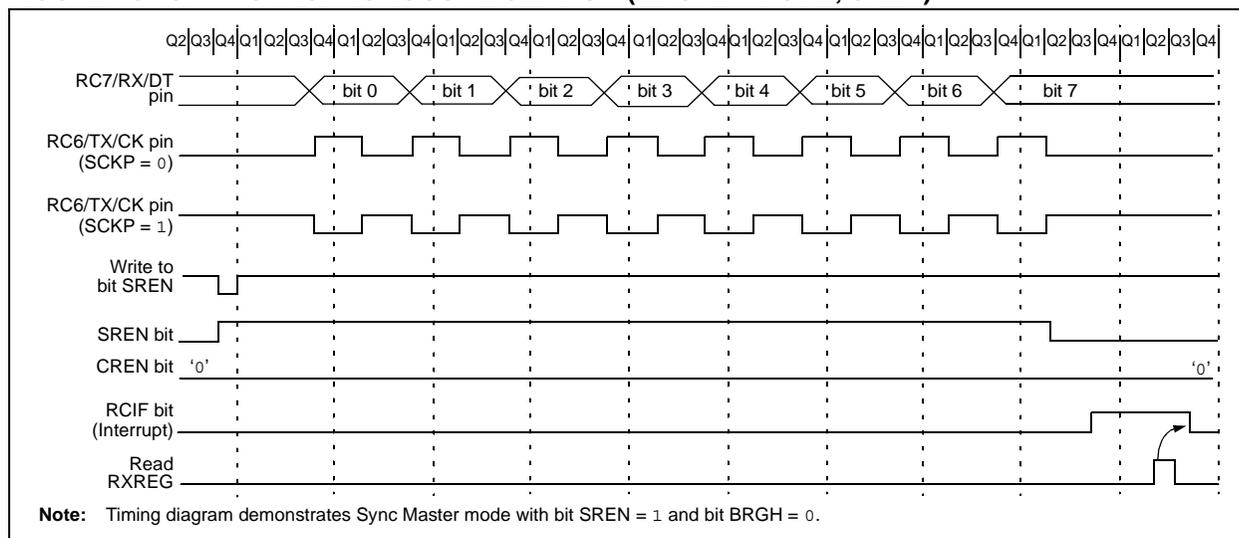 Q2 Q3 Q4 Q1 Q2 Q3 Q4 Q1 Q2 Q3 Q4 Q1 Q2 Q3 Q4 Q1 Q2 Q3 Q4 Q1 Q2 Q3 Q4 Q1 Q2 Q3 Q4 Q1 Q2 Q3 Q4 Q1 Q2 Q3 Q4 Q1 Q2 Q3 Q4 Q1 Q2 Q3 Q4
RC7/RX/DT
pin
bit 0 bit 1 bit 2 bit 3 bit 4 bit 5 bit 6 bit 7
RC6/TX/CK pin
(SCKP = 0)
RC6/TX/CK pin
(SCKP = 1)
Write to
bit SREN
SREN bit
CREN bit ‘0’ ‘0’
RCIF bit
(Interrupt)
Read
RXREG
Note: Timing diagram demonstrates Sync Master mode with bit SREN = 1 and bit BRGH = 0.